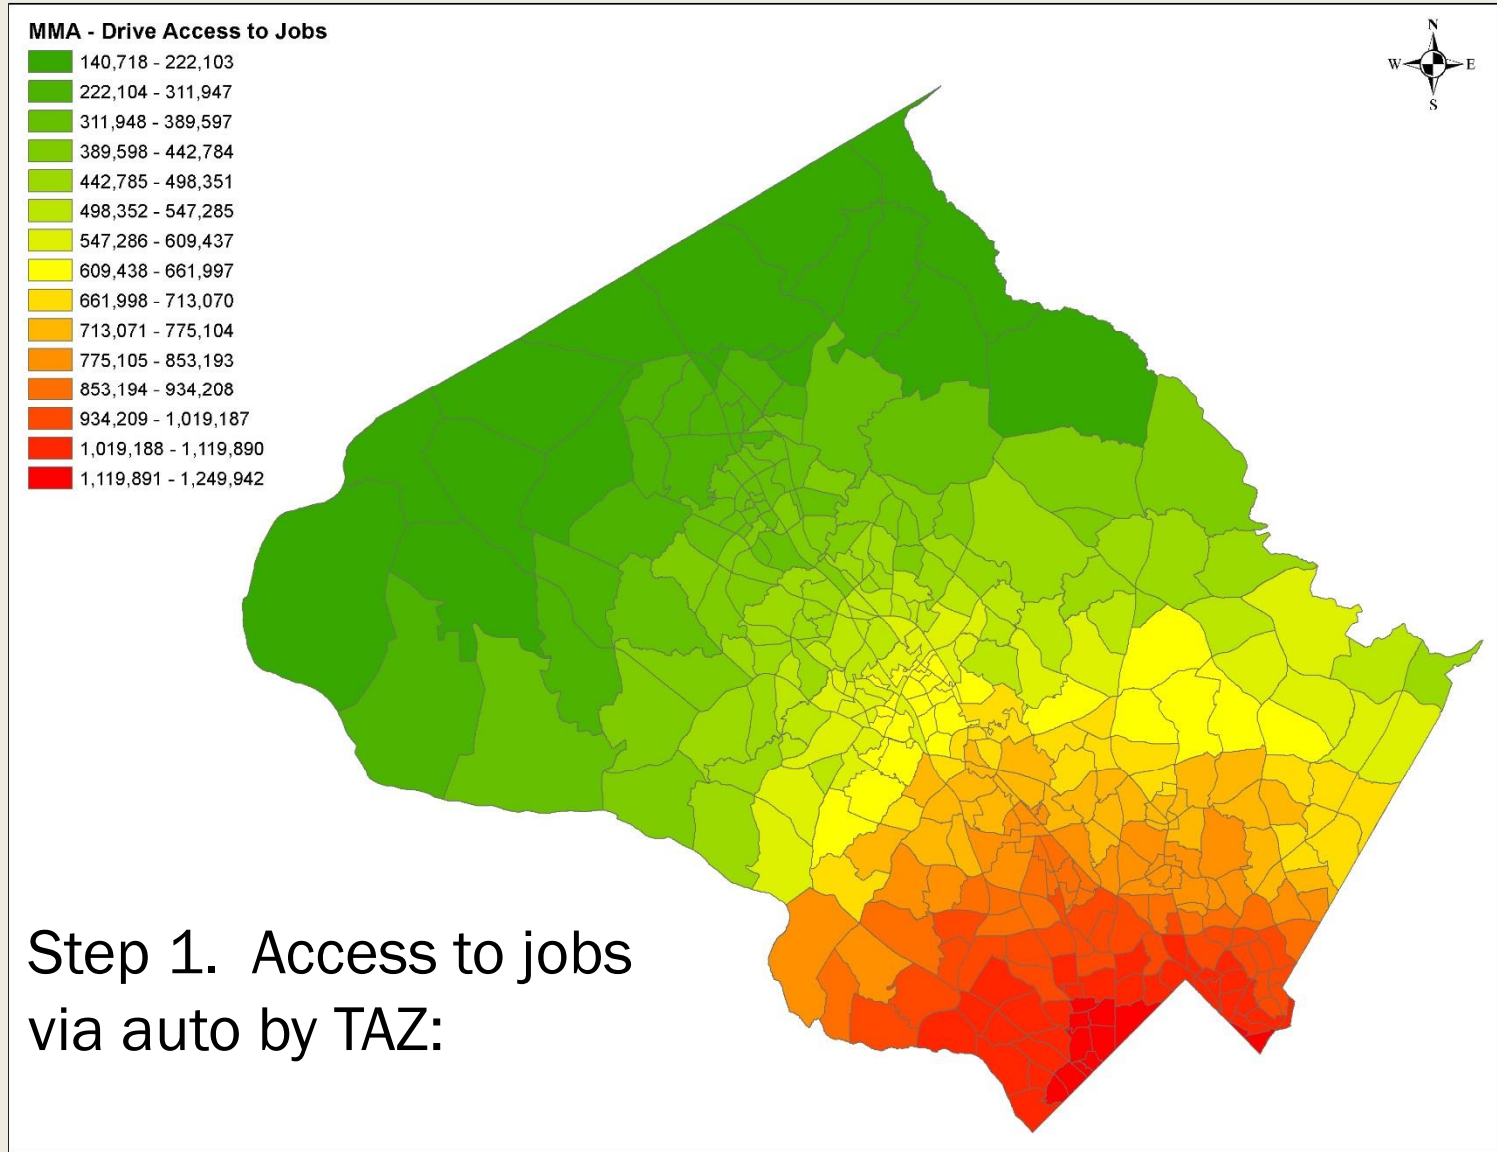 MMA - Drive Access to Jobs
140,718 - 222,103
222,104 - 311,947
311,948 - 389,597
389,598 - 442,784
442,785 - 498,351
498,352 - 547,285
547,286 - 609,437
609,438 - 661,997
661,998 - 713,070
713,071 - 775,104
775,105 - 853,193
853,194 - 934,208
934,209 - 1,019,187
1,019,188 - 1,119,890
1,119,891 - 1,249,942
N
W E
S
Step 1. Access to jobs
via auto by TAZ: